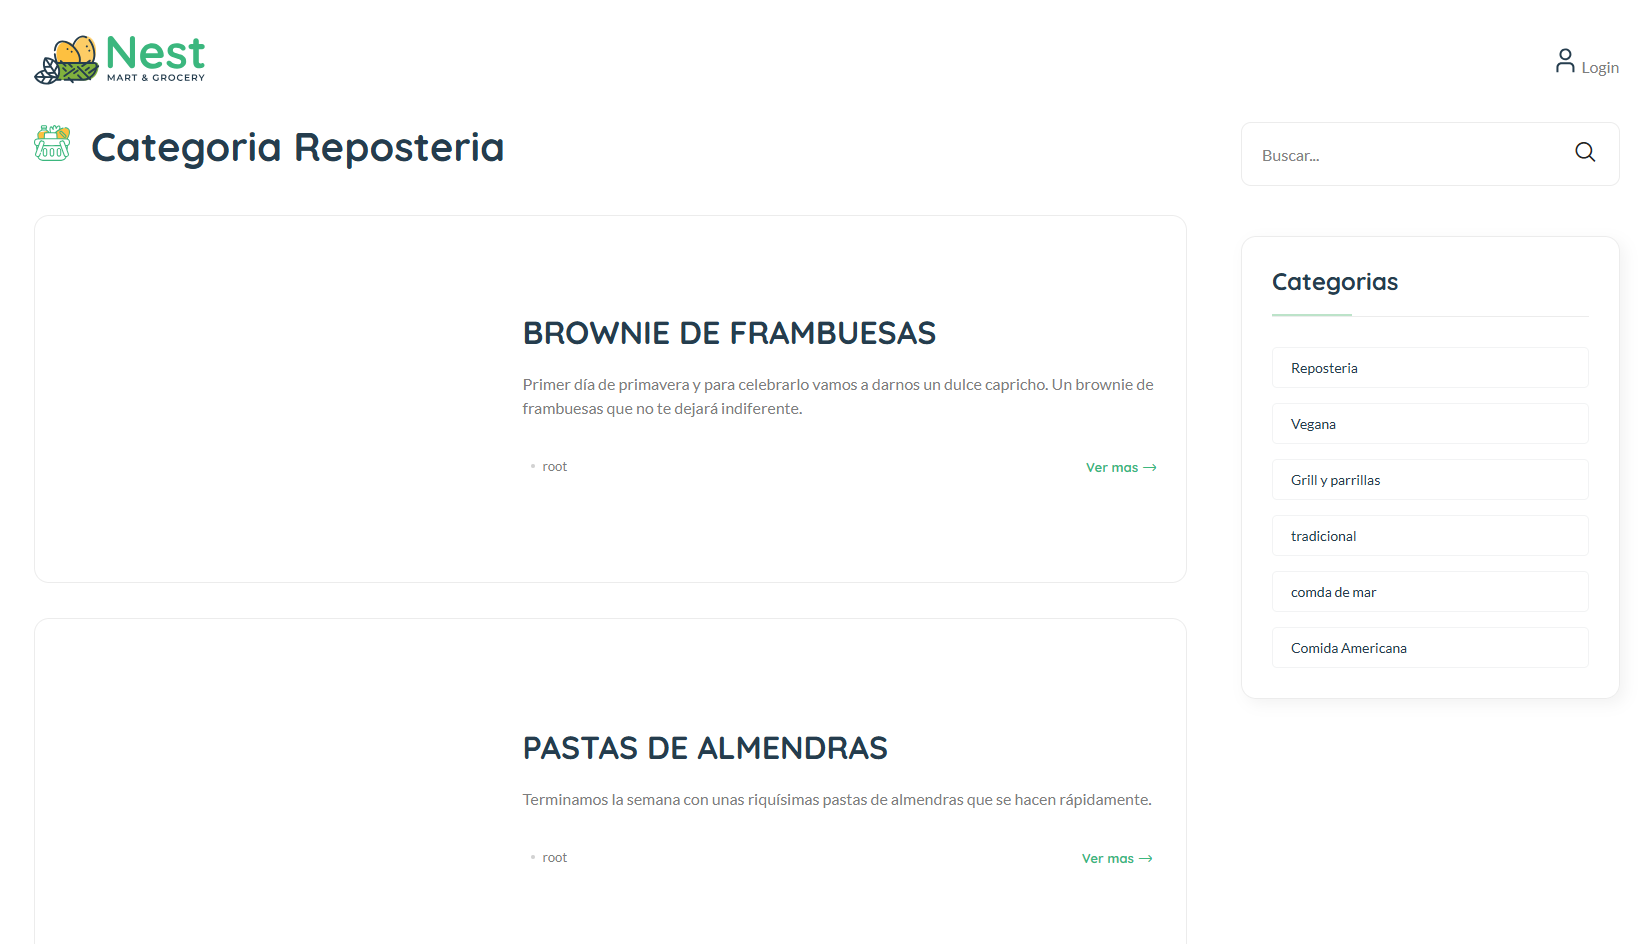 Nest
MART & GROCERY
Login
Categoria Reposteria
Buscar...
BROWNIE DE FRAMBUESAS
Primer día de primavera y para celebrarlo vamos a darnos un dulce capricho. Un brownie de
frambuesas que no te dejará indiferente.
root
Ver mas →
PASTAS DE ALMENDRAS
Terminamos la semana con unas riquísimas pastas de almendras que se hacen rápidamente.
root
Ver mas →
Categorias
Reposteria
Vegana
Grill y parrillas
tradicional
comda de mar
Comida Americana